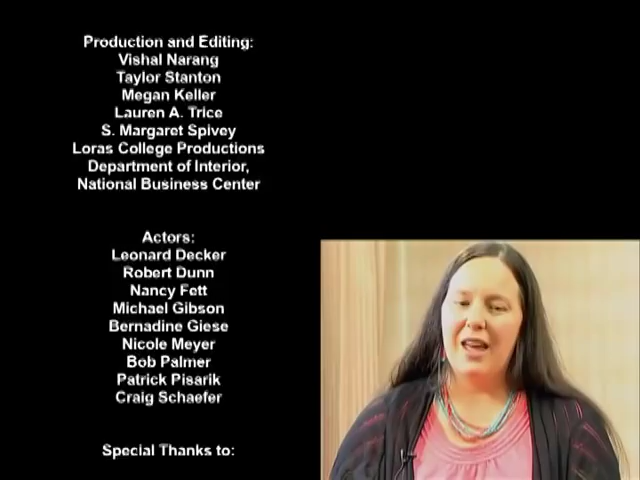 Production and Editing:
Vishal Narang
Taylor Stanton
Megan Keller
Lauren A. Trice
S. Margaret Spivey
Loras College Productions
Department of Interior,
National Business Center
Actors:
Leonard Decker
Robert Dunn
Nancy Fett
Michael Gibson
Bernadine Giese
Nicole Meyer
Bob Palmer
Patrick Pisarik
Craig Schaefer
Special Thanks to: